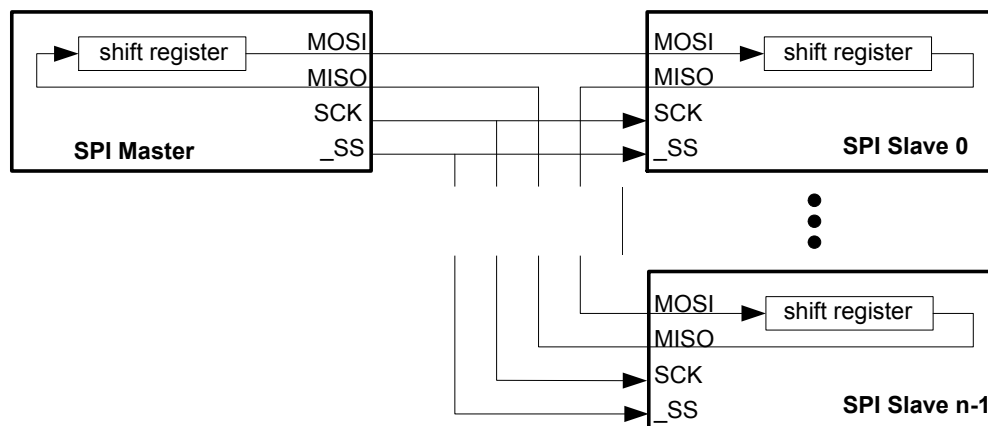 shift register
MOSI
MISO
SCK
_SS
SPI Master
MOSI
shift register
MISO
SCK
_SS
SPI Slave 0
MOSI
shift register
MISO
SCK
_SS
SPI Slave n-1